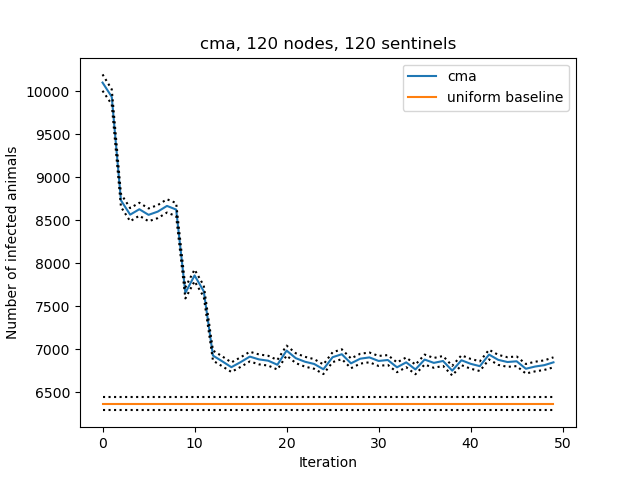 cma, 120 nodes, 120 sentinels
cma
uniform baseline
Number of infected animals
10000
9500
9000
8500
8000
7500
7000
6500
0 10 20 30 40 50
Iteration